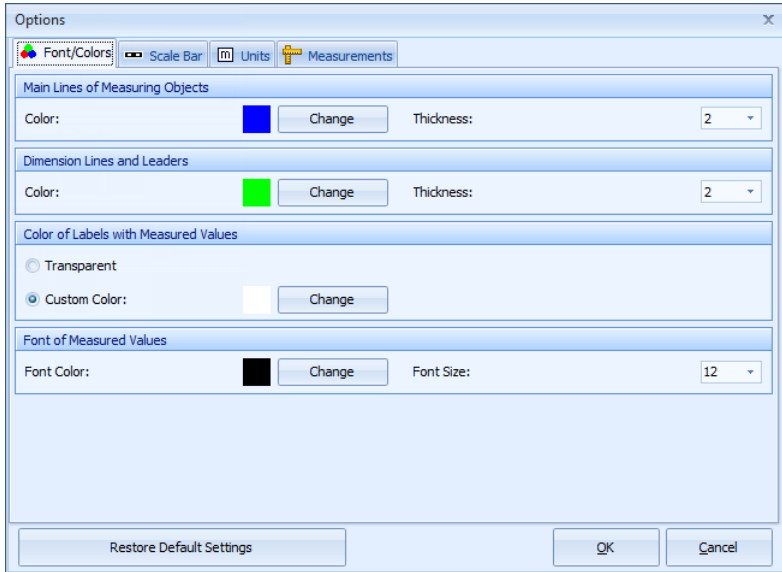 Options
Font/Colors Scale Bar m Units Measurements
Main Lines of Measuring Objects
Color: Change Thickness: 2
Dimension Lines and Leaders
Color: Change Thickness: 2
Color of Labels with Measured Values
Transparent
Custom Color: Change
Font of Measured Values
Font Color: Change Font Size: 12
Restore Default Settings OK Cancel